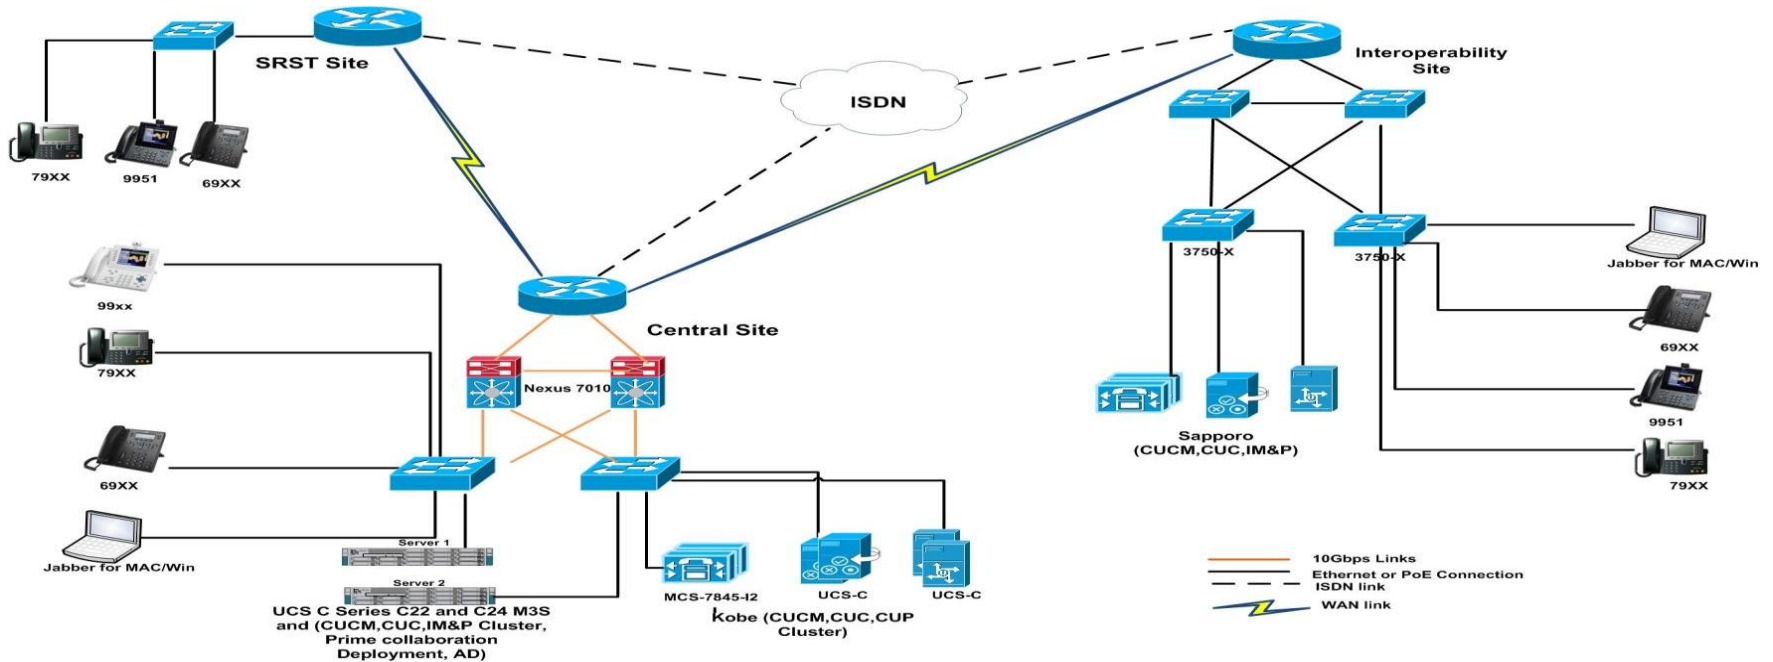 SRST Site
79XX
9951
69XX
ISDN
Interoperability
Site
3750-X
3750-X
Jabber for MAC/Win
69XX
9951
79XX
Sapporo
(CUCM,CUC,IM&P)
99xx
79XX
69XX
Jabber for MAC/Win
Central Site
Nexus 7010
Server 1
Server 2
UCS C Series C22 and C24 M3S
and (CUCM,CUC,IM&P Cluster,
Prime collaboration
Deployment, AD)
MCS-7845-I2
UCS-C
UCS-C
Kobe (CUCM,CUC,CUP
Cluster)
10Gbps Links
Ethernet or PoE Connection
ISDN link
WAN link